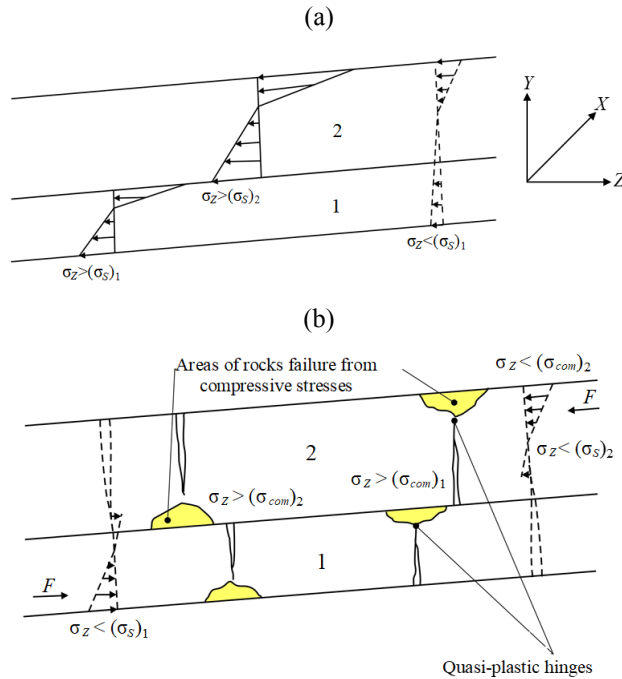 (a)
2
1
σZ>(σS)2
σZ>(σS)1
σZ<(σS)1
Y
X
Z
(b)
Areas of rocks failure from
compressive stresses
σZ < (σcom)2
F
2
σZ > (σcom)1
σZ < (σS)2
σZ > (σcom)2
1
F
σZ < (σS)1
Quasi-plastic hinges